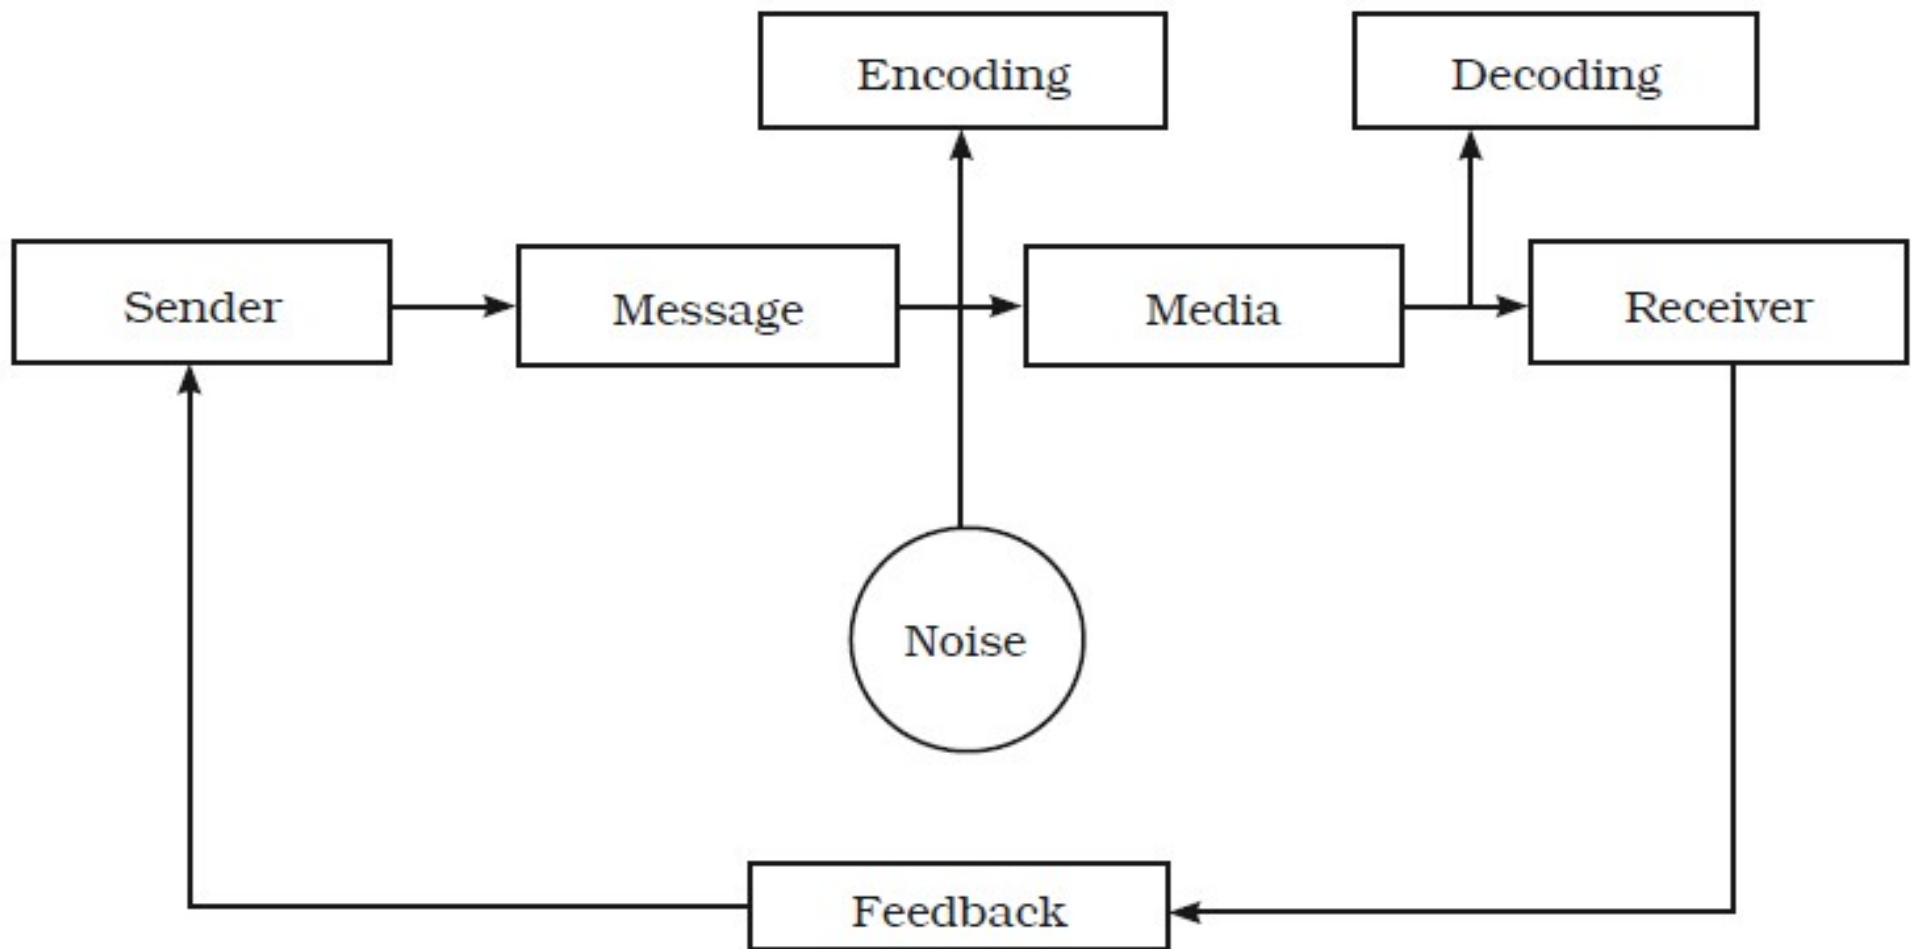 Encoding
Decoding
Sender
Message
Media
Receiver
Noise
Feedback